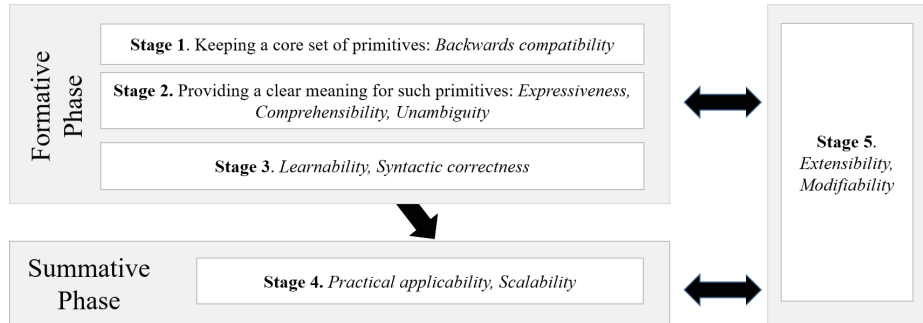 Formative
Phase
Stage 1. Keeping a core set of primitives: Backwards compatibility
Stage 2. Providing a clear meaning for such primitives: Expressiveness,
Comprehensibility, Unambiguity
Stage 3. Learnability, Syntactic correctness
Stage 5.
Extensibility,
Modifiability
Summative
Phase
Stage 4. Practical applicability, Scalability